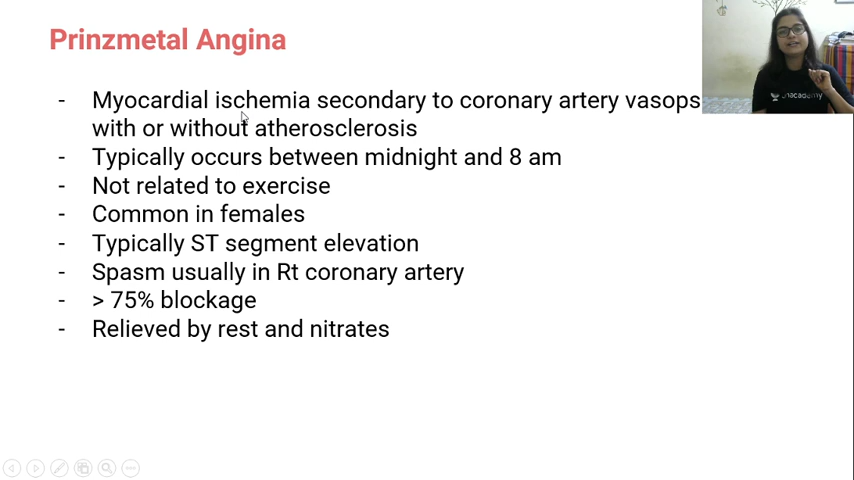 Prinzmetal Angina
- Myocardial ischemia secondary to coronary artery vasops
with or without atherosclerosis
- Typically occurs between midnight and 8 am
- Not related to exercise
- Common in females
- Typically ST segment elevation
- Spasm usually in Rt coronary artery
- > 75% blockage
- Relieved by rest and nitrates
unacademy